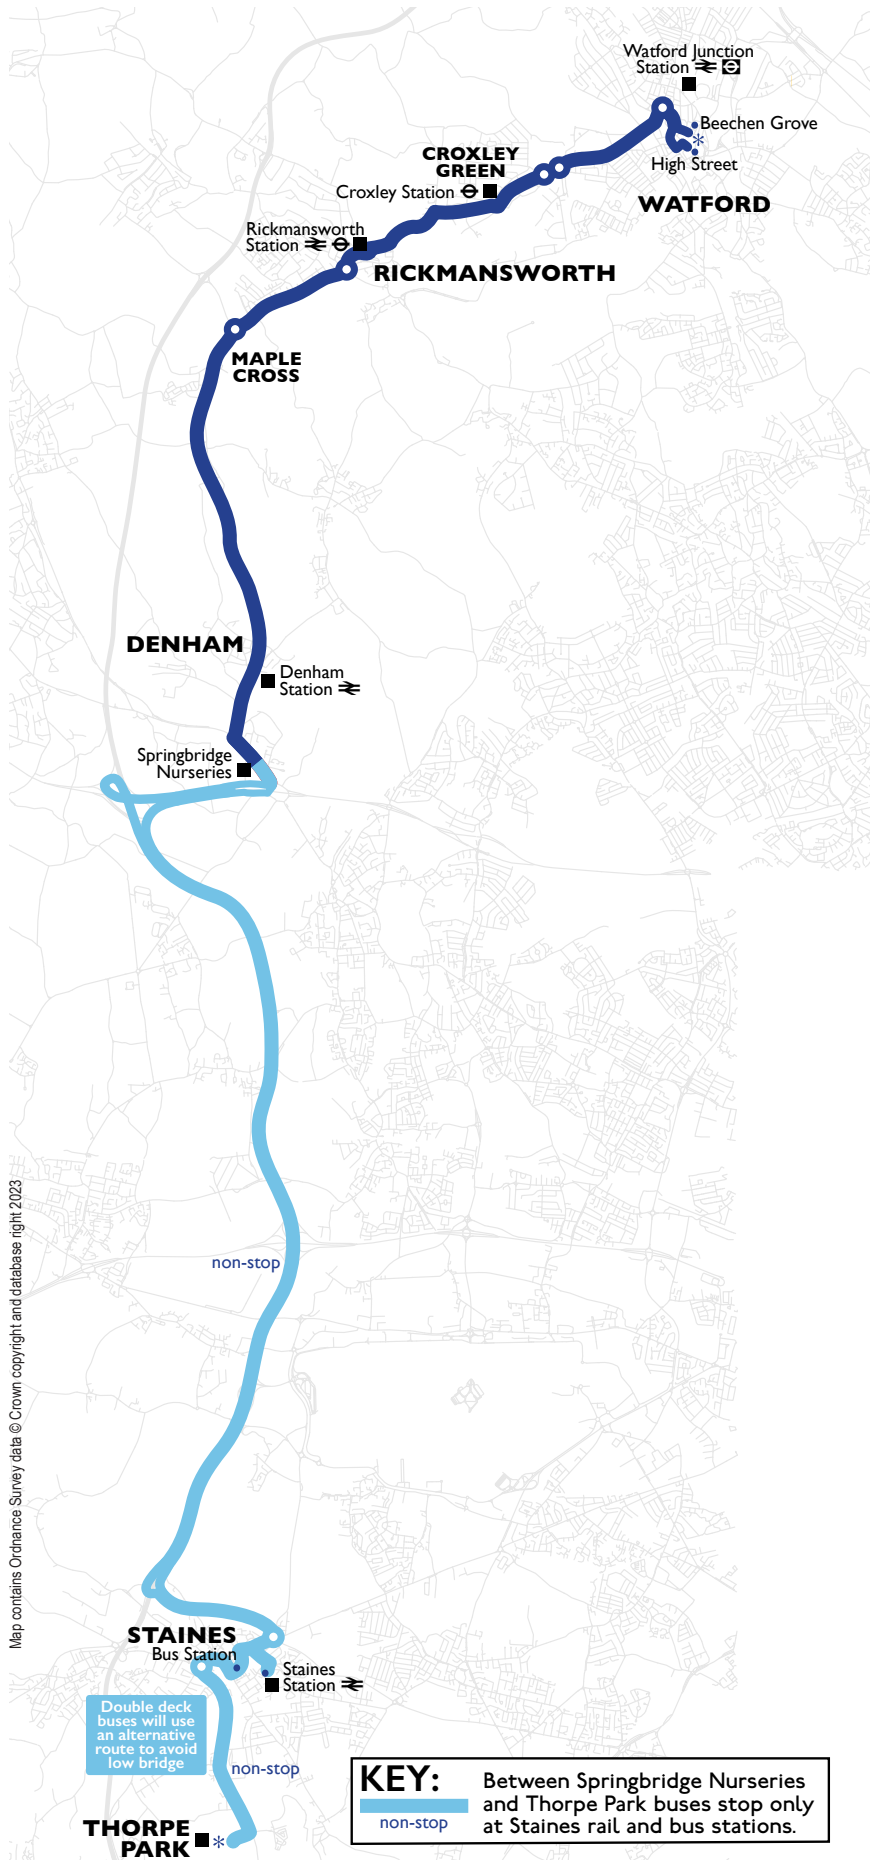 Watford Junction
Station
Beechen Grove
High Street
WATFORD
CROXLEY
GREEN
Croxley Station
Rickmansworth
Station
RICKMANSWORTH
MAPLE
CROSS
DENHAM
Denham
Station
Springbridge
Nurseries
non-stop
Map contains Ordnance Survey data © Crown copyright and database right 2023
STAINES
Bus Station
Staines
Station
Double deck
buses will use
an alternative
route to avoid
low bridge
non-stop
THORPE
PARK
KEY:
non-stop
Between Springbridge Nurseries
and Thorpe Park buses stop only
at Staines rail and bus stations.